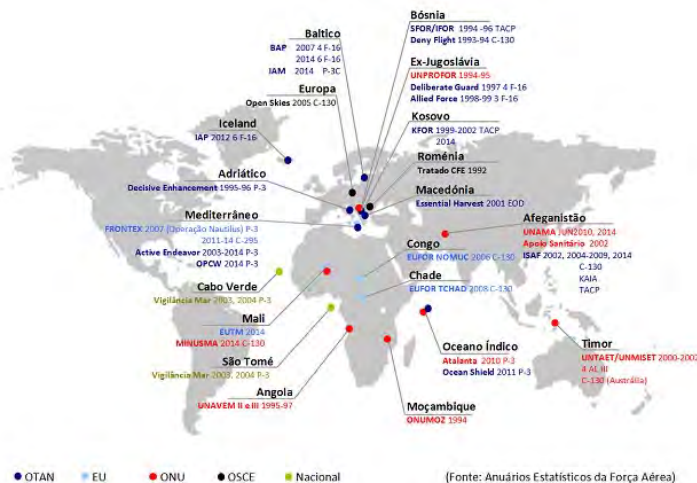 Bósnia
SFOR/IFOR 1994 -96 TACP
Deny Flight 1993-94 C-130
Baltico
BAP 2007 4 F-16
2014 6 F-16
IAM 2014 P-3C
Ex-Jugoslávia
UNPROFOR 1994-95
Deliberate Guard 1997 4 F-16
Allied Force 1998-99 3 F-16
Europa
Open Skies 2005 C-130
Kosovo
KFOR 1999-2002 TACP
2014
Iceland
IAP 2012 6 F-16
Roménia
Tratado CFE 1992
Adriático
Decisive Enhancement 1995-96 P-3
Macedónia
Essential Harvest 2001 EOD
Mediterrâneo
FRONTEX 2007 (Operação Nautilus) P-3
2011-14 C-295
Active Endeavor 2003-2014 P-3
OPCW 2014 P-3
Afeganistão
UNAMA JUN2010, 2014
Apoio Sanitário 2002
ISAF 2002, 2004-2009, 2014
C-130
KAIA
TACP
Congo
EUFOR NOMUC 2006 C-130
Chade
EUFOR TCHAD 2008 C-130
Cabo Verde
Vigilância Mar 2003, 2004 P-3
Mali
EUTM 2014
MINUSMA 2014 C-130
São Tomé
Vigilância Mar 2003, 2004 P-3
Angola
UNAVEM II e III 1995-97
Oceano Índico
Atalanta 2010 P-3
Ocean Shield 2011 P-3
Moçambique
ONUMOZ 1994
Timor
UNTAET/UNMISET 2000-2002
4 AL III
C-130 (Austrália)
OTAN EU ONU OSCE Nacional (Fonte: Anuários Estatísticos da Força Aérea)